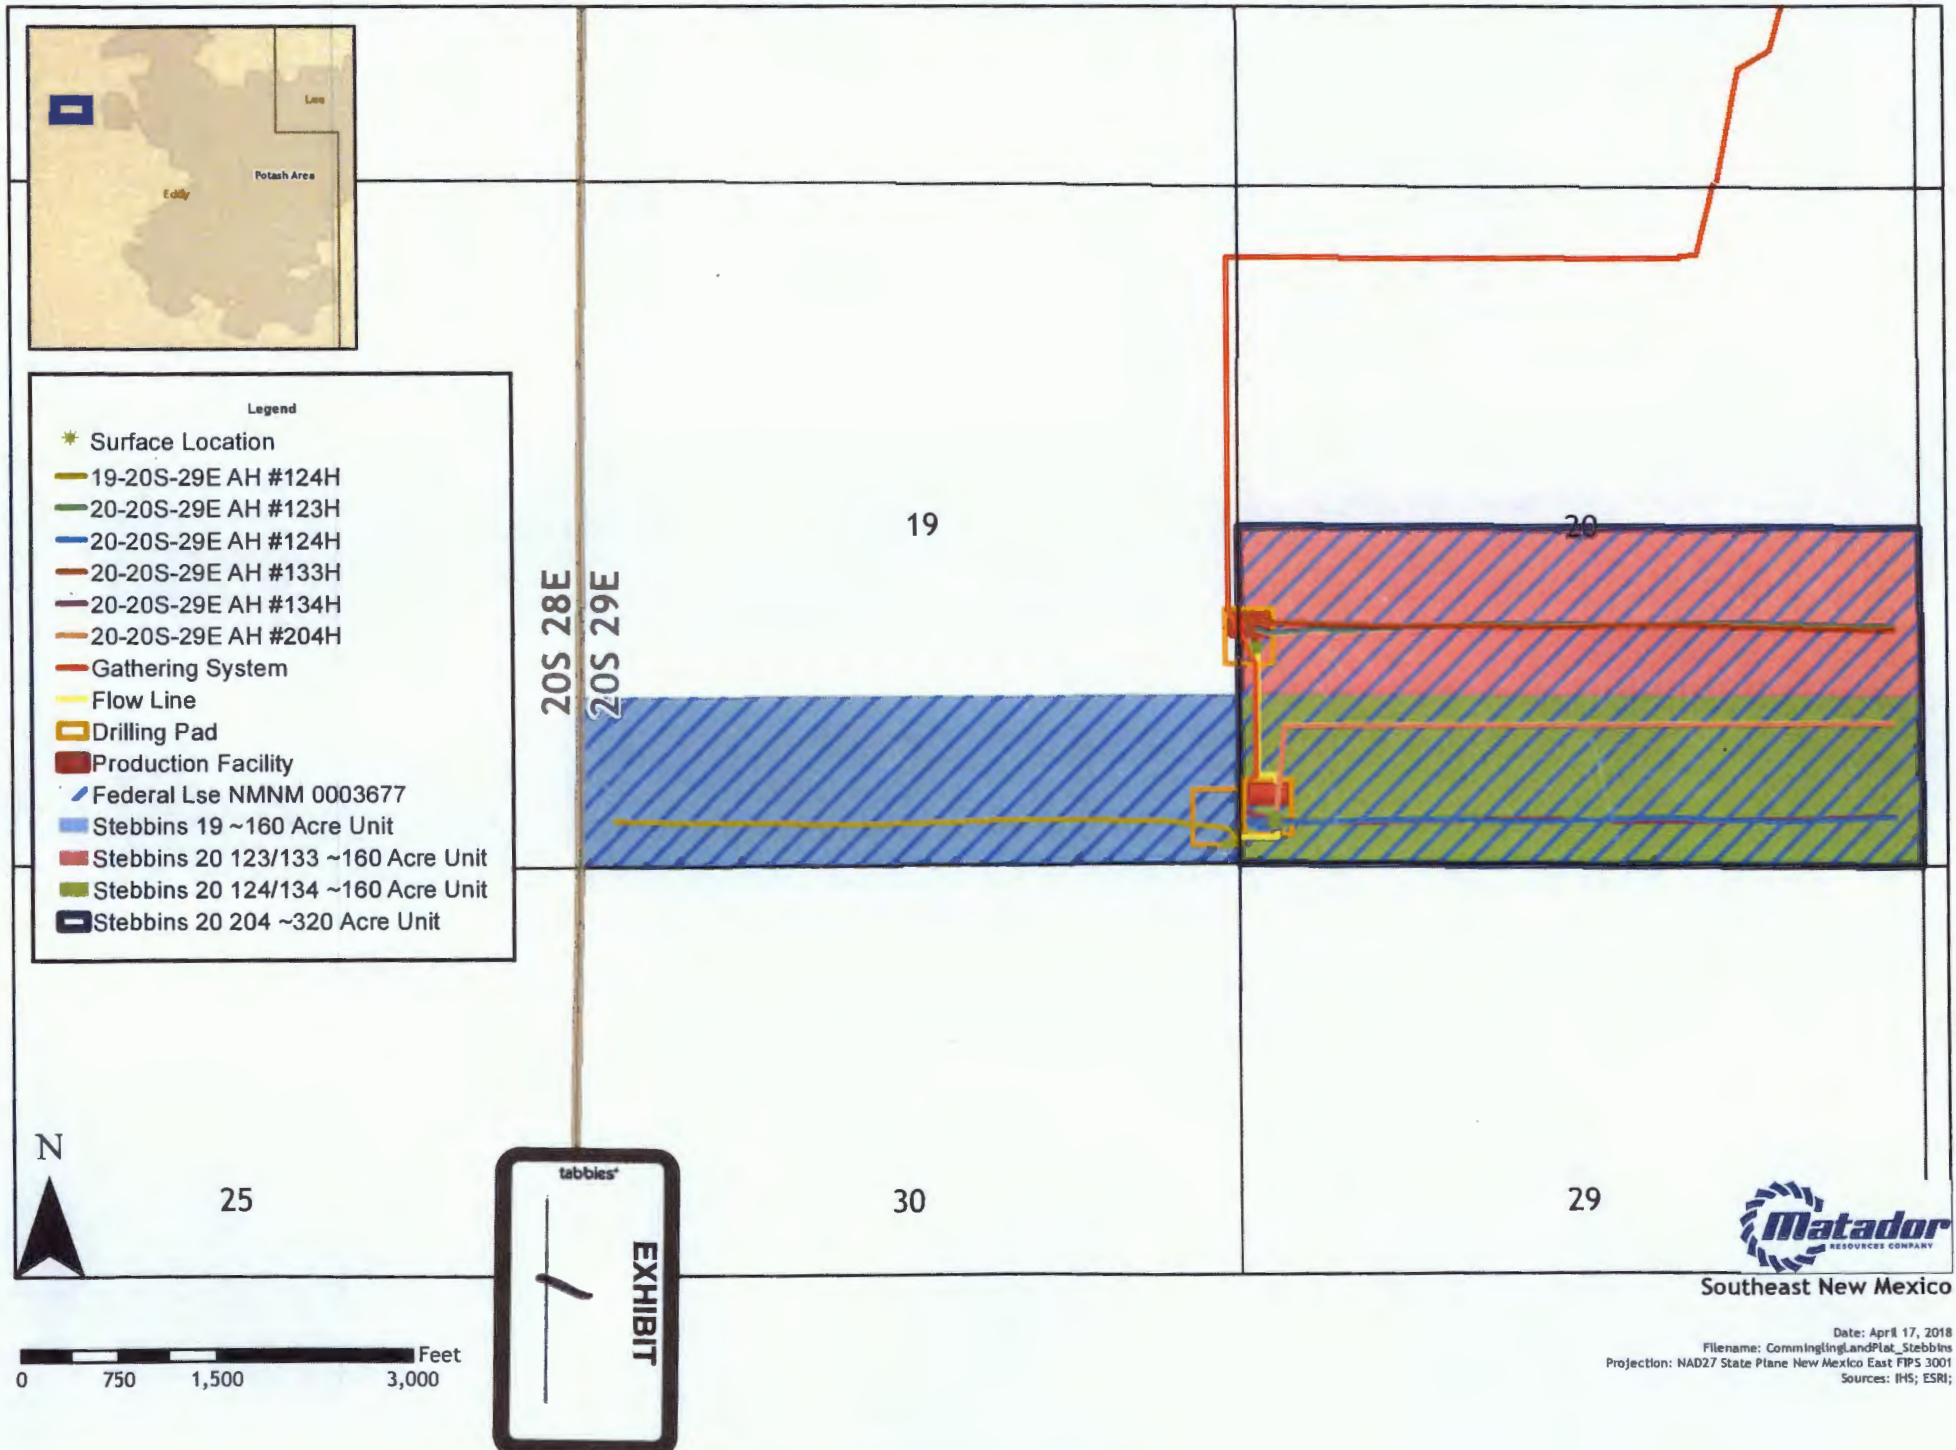 Lea
Potash Area
Eddy
Legend
Surface Location
19-20S-29E AH #124H
20-20S-29E AH #123H
20-20S-29E AH #124H
20-20S-29E AH #133H
20-20S-29E AH #134H
20-20S-29E AH #204H
Gathering System
Flow Line
Drilling Pad
Production Facility
Federal Lse NMNM 0003677
Stebbins 19 ~160 Acre Unit
Stebbins 20 123/133 ~160 Acre Unit
Stebbins 20 124/134 ~160 Acre Unit
Stebbins 20 204 ~320 Acre Unit
19
20
20S 28E
20S 29E
N
25
30
29
tabbies
EXHIBIT
1
Matador
RESOURCES COMPANY
Southeast New Mexico
Feet
0 750 1,500 3,000
Date: April 17, 2018
Filename: ComminglingLandPlat_Stebbins
Projection: NAD27 State Plane New Mexico East FIPS 3001
Sources: IHS; ESRI;